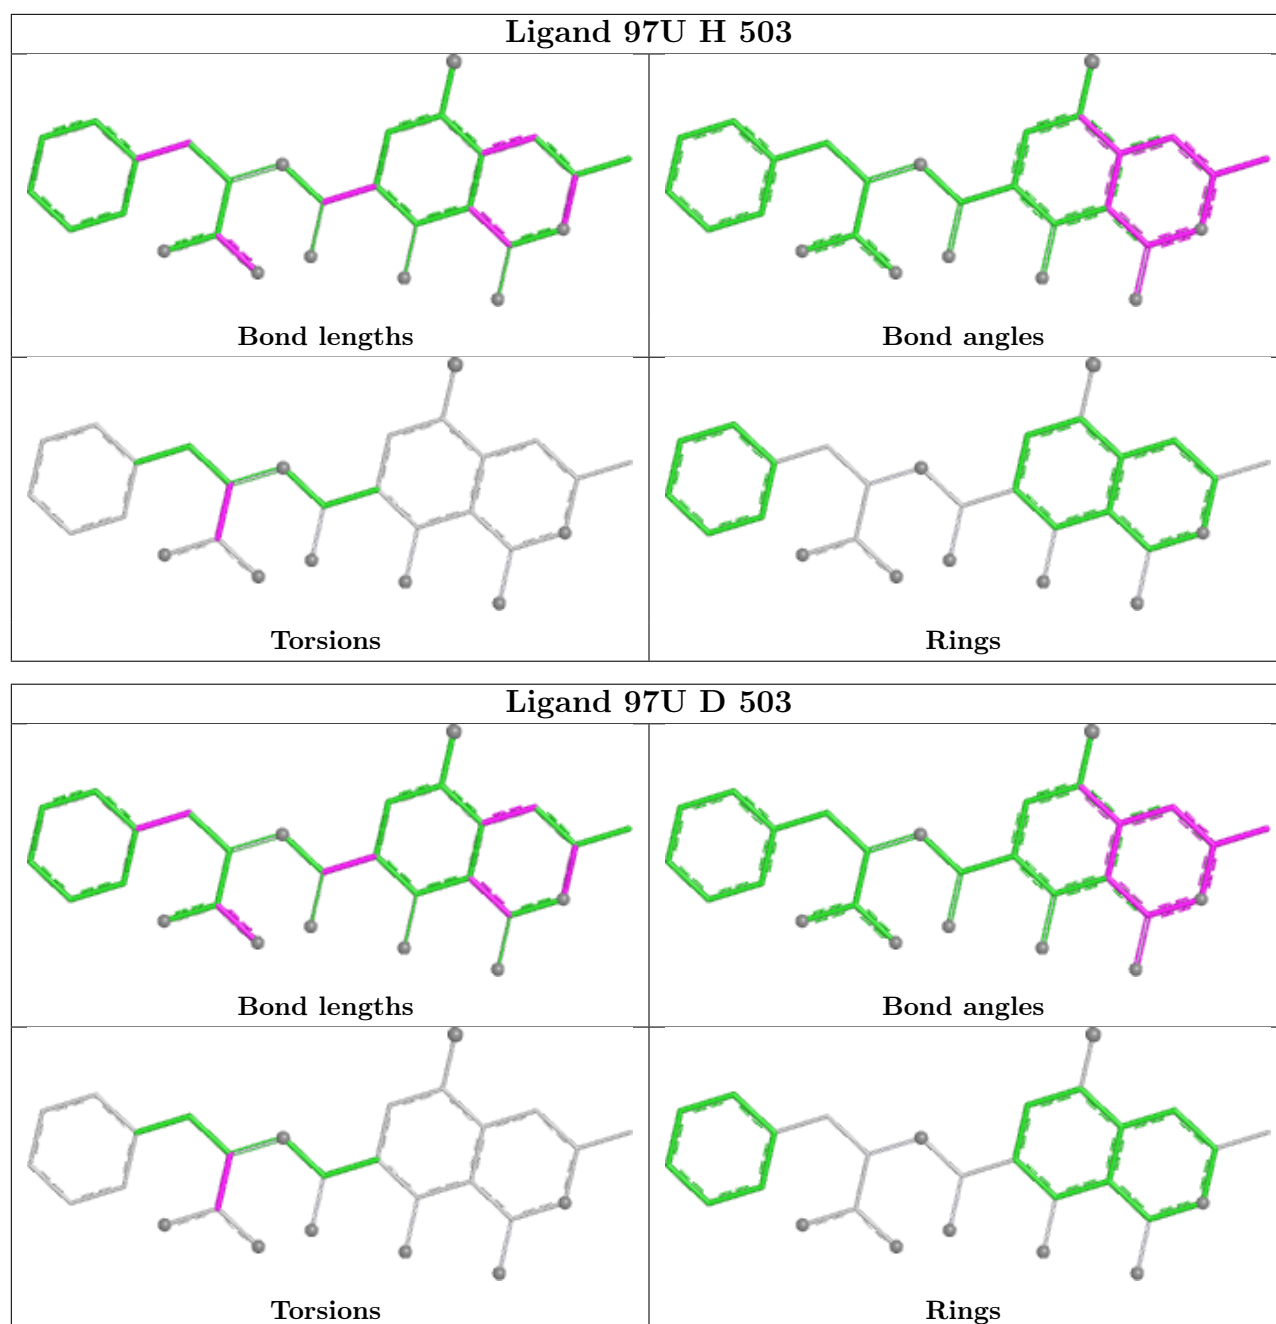 Ligand 97U H 503
Bond lengths
Bond angles
Torsions
Rings
Ligand 97U D 503
Bond lengths
Bond angles
Torsions
Rings